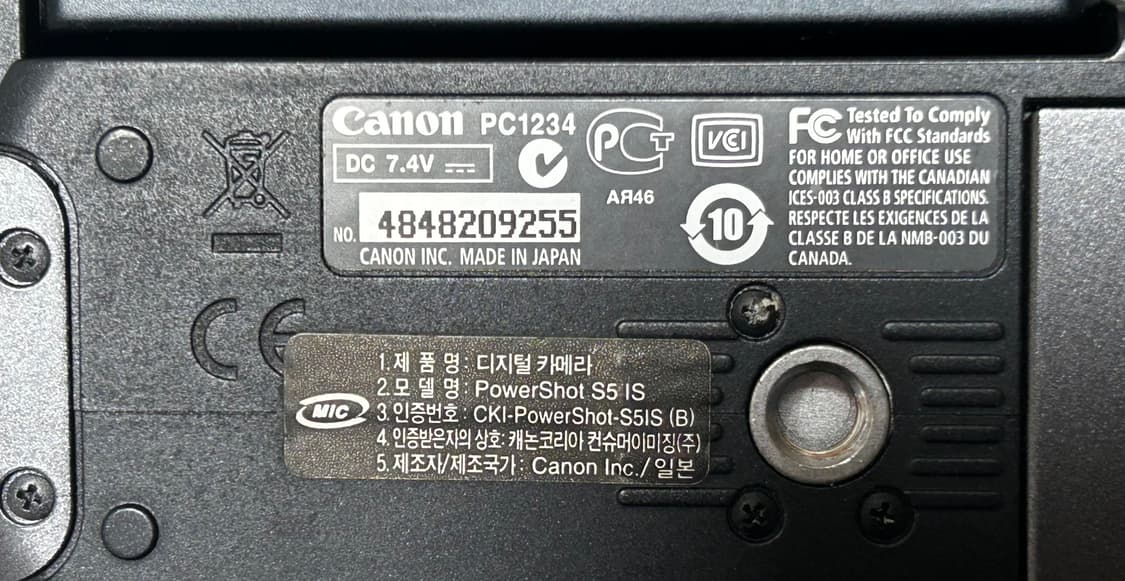 Canon PC1234
DC 7.4V
NO. 4848209255
CANON INC. MADE IN JAPAN
PCT
АЯ46
VCI
10
FC Tested To Comply
With FCC Standards
FOR HOME OR OFFICE USE
COMPLIES WITH THE CANADIAN
ICES-003 CLASS B SPECIFICATIONS.
RESPECTE LES EXIGENCES DE LA
CLASSE B DE LA NMB-003 DU
CANADA.
CE
MIC
1.제 품 명: 디지털 카메라
2.모 델 명: PowerShot S5 IS
3.인증번호: CKI-PowerShot-S5IS (B)
4.인증받은자의 상호: 캐논코리아 컨슈머이미징(주)
5.제조자/제조국가: Canon Inc./일본